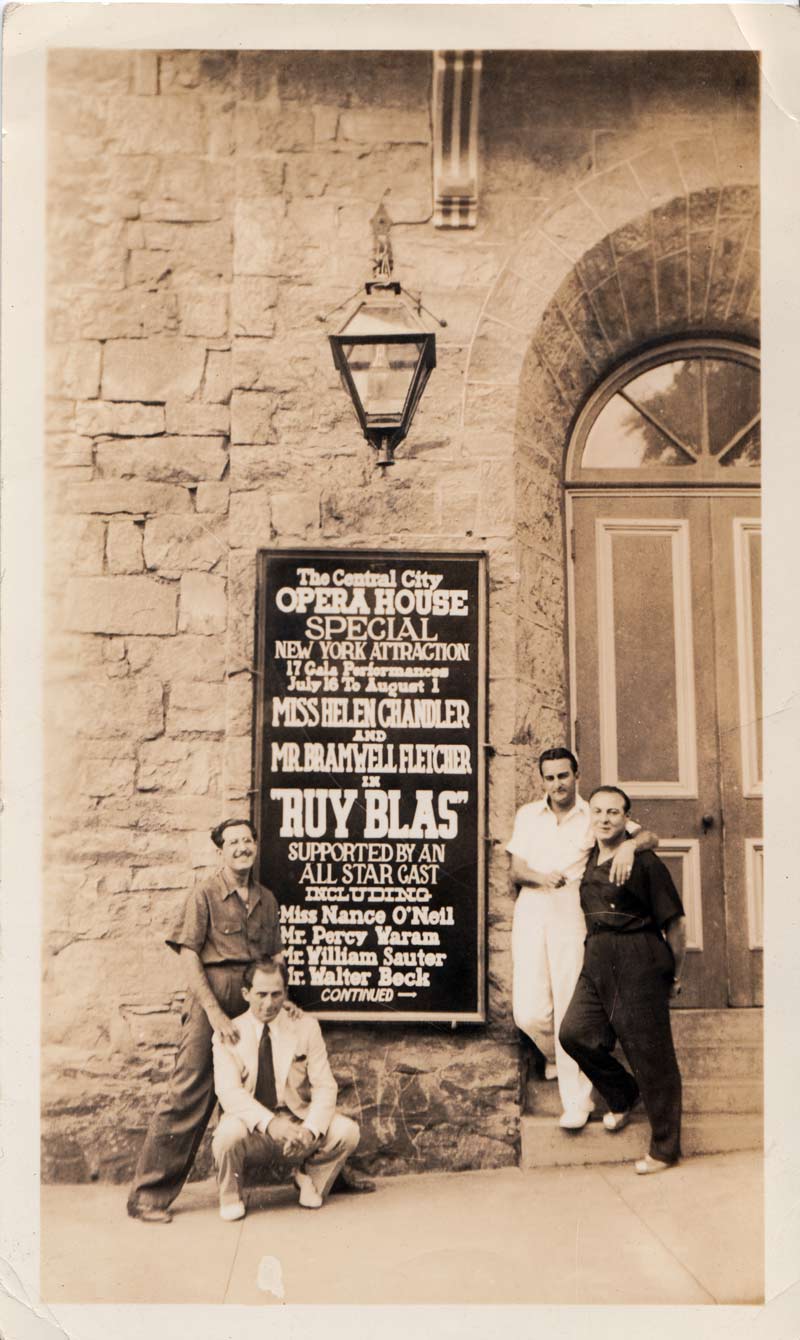 The Central City
OPERA HOUSE
SPECIAL
NEW YORK ATTRACTION
17 Gala Performances
July 16 To August 1
MISS HELEN CHANDLER
AND
MR. BRAMWELL FLETCHER
IN
"RUY BLAS"
SUPPORTED BY AN
ALL STAR CAST
INCLUDING
Miss Nance O'Neil
Mr. Percy Waram
Mr. William Sauter
Mr. Walter Beck
CONTINUED →